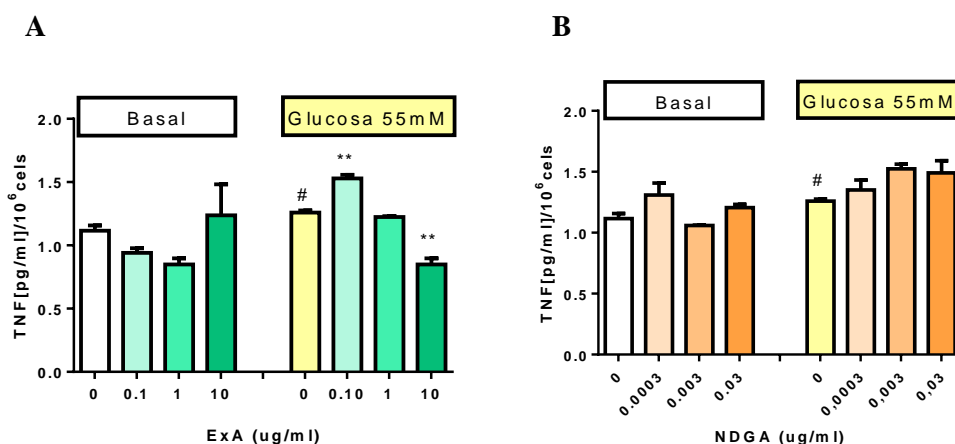 A
Basal
Glucosa 55mM
TNF[pg/ml]/10⁶cels
2.0
1.5
1.0
0.5
0.0
#
**
**
0 0.1 1 10 0 0.10 1 10
ExA (ug/ml)
B
Basal
Glucosa 55mM
TNF[pg/ml]/10⁶cels
2.0
1.5
1.0
0.5
0.0
#
0 0.0003 0.003 0.03 0 0,0003 0,003 0,03
NDGA (ug/ml)